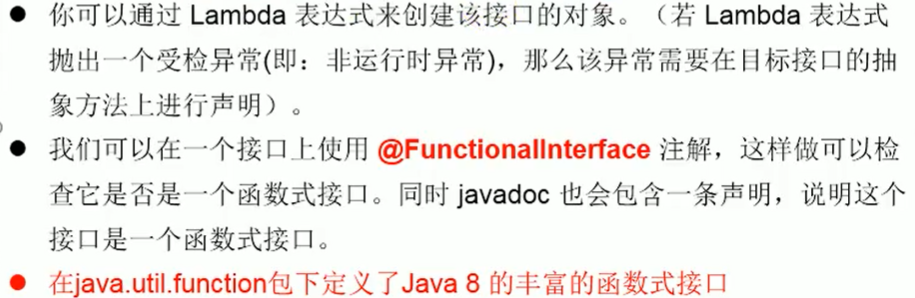 ● 你可以通过 Lambda 表达式来创建该接口的对象。（若 Lambda 表达式
抛出一个受检异常(即：非运行时异常)，那么该异常需要在目标接口的抽
象方法上进行声明）。
● 我们可以在一个接口上使用 @FunctionalInterface 注解，这样做可以检
查它是否是一个函数式接口。同时 javadoc 也会包含一条声明，说明这个
接口是一个函数式接口。
● 在java.util.function包下定义了Java 8 的丰富的函数式接口